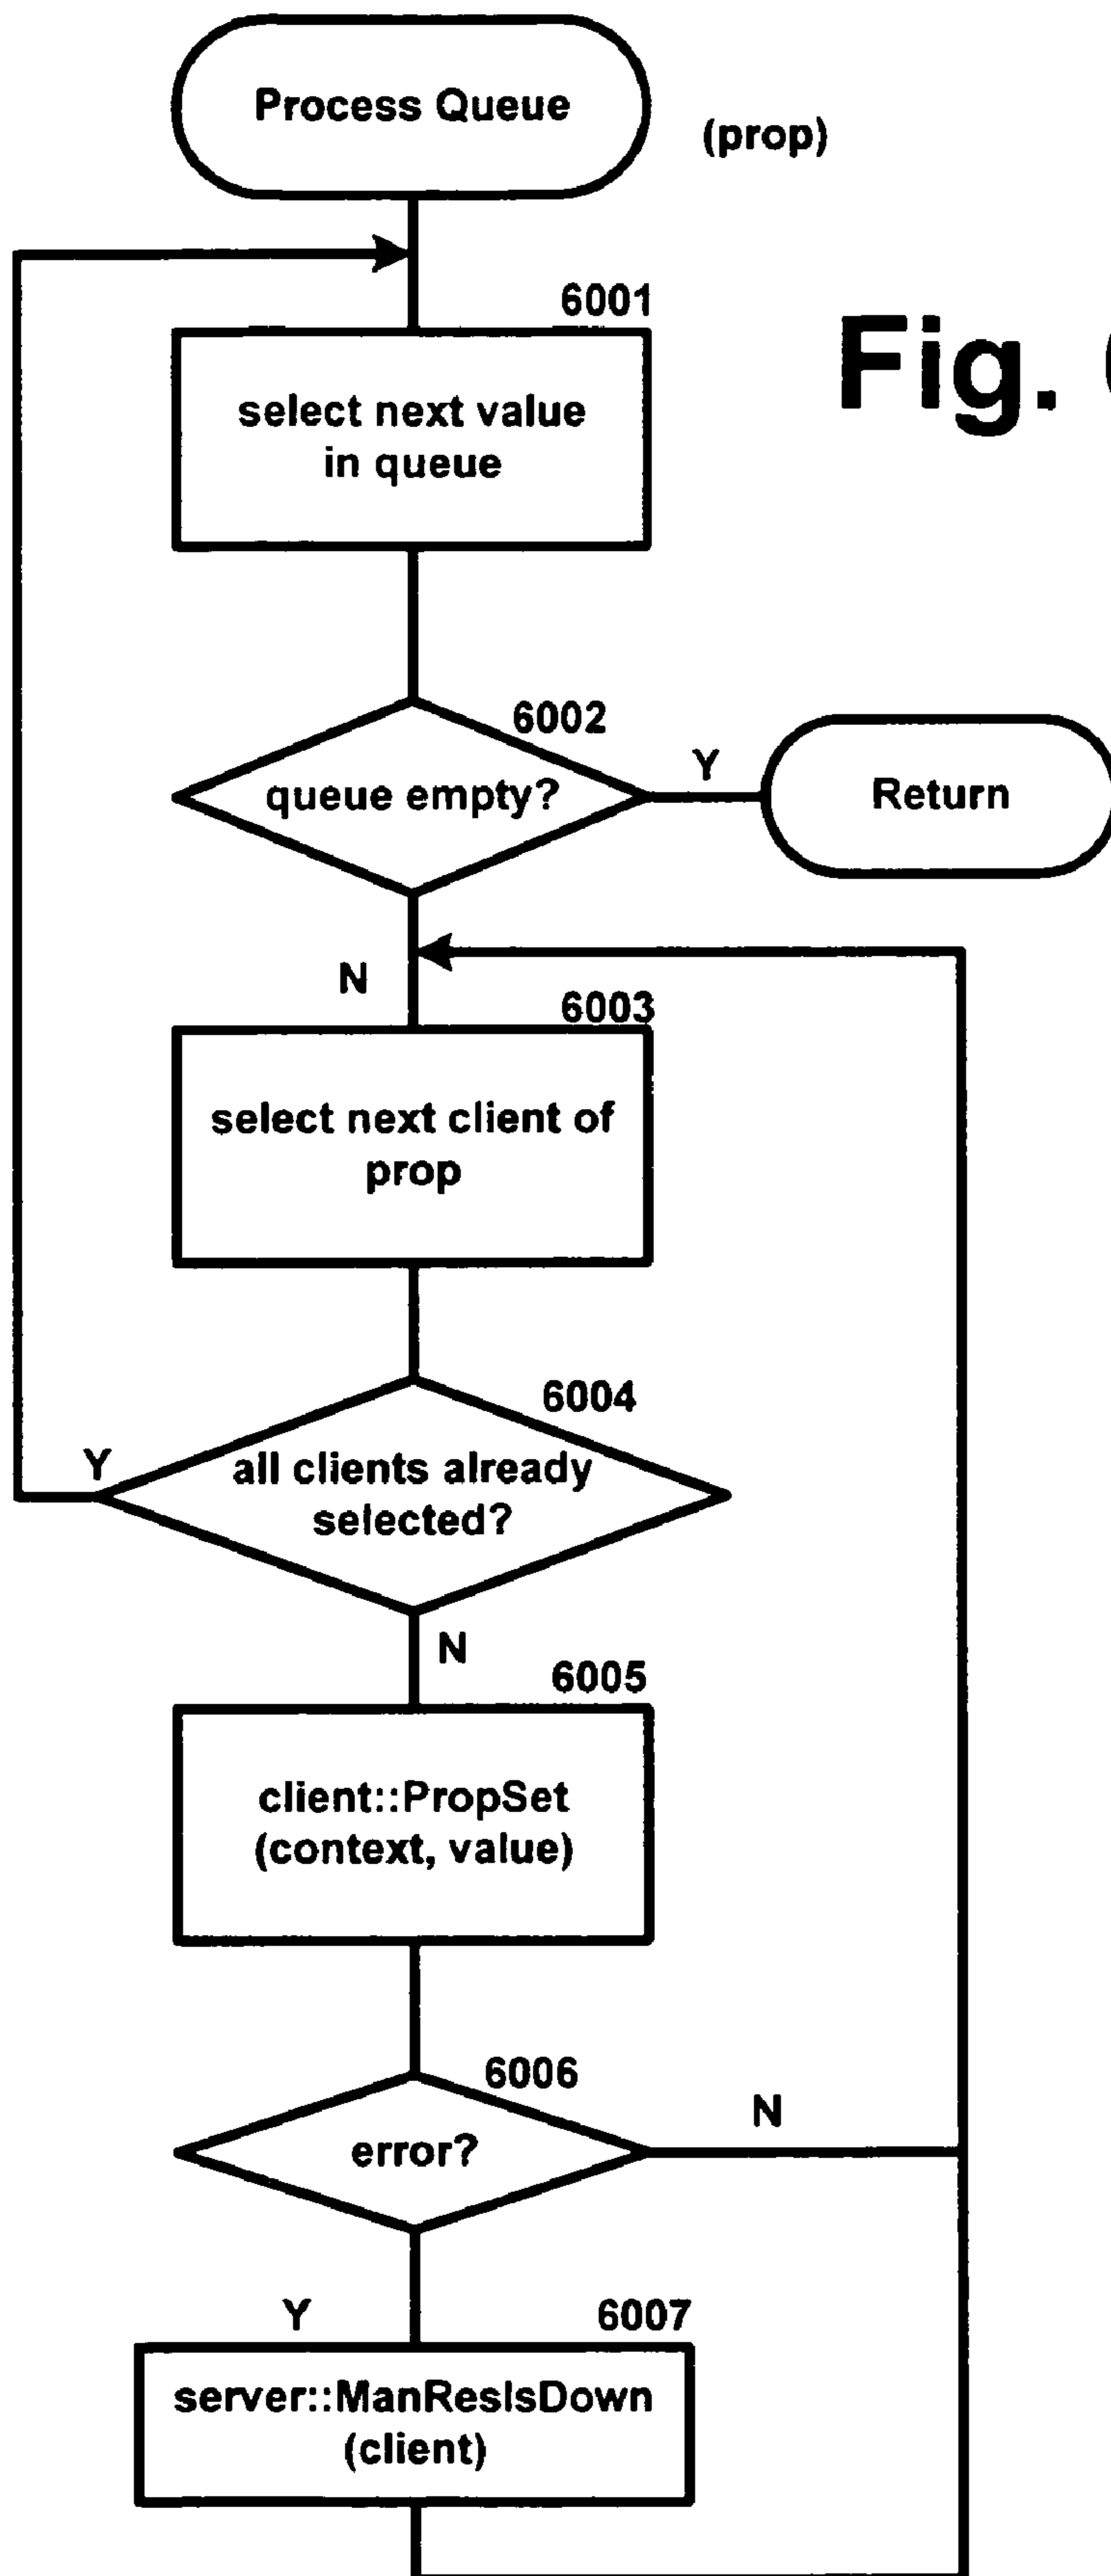 Process Queue
(prop)
6001
Fig.
select next value
in queue
6002
queue empty?
Y
Return
N
6003
select next client of
prop
6004
Y
all clients already
selected?
N
6005
client::PropSet
(context, value)
6006
N
error?
Y
6007
server::ManResIsDown
(client)